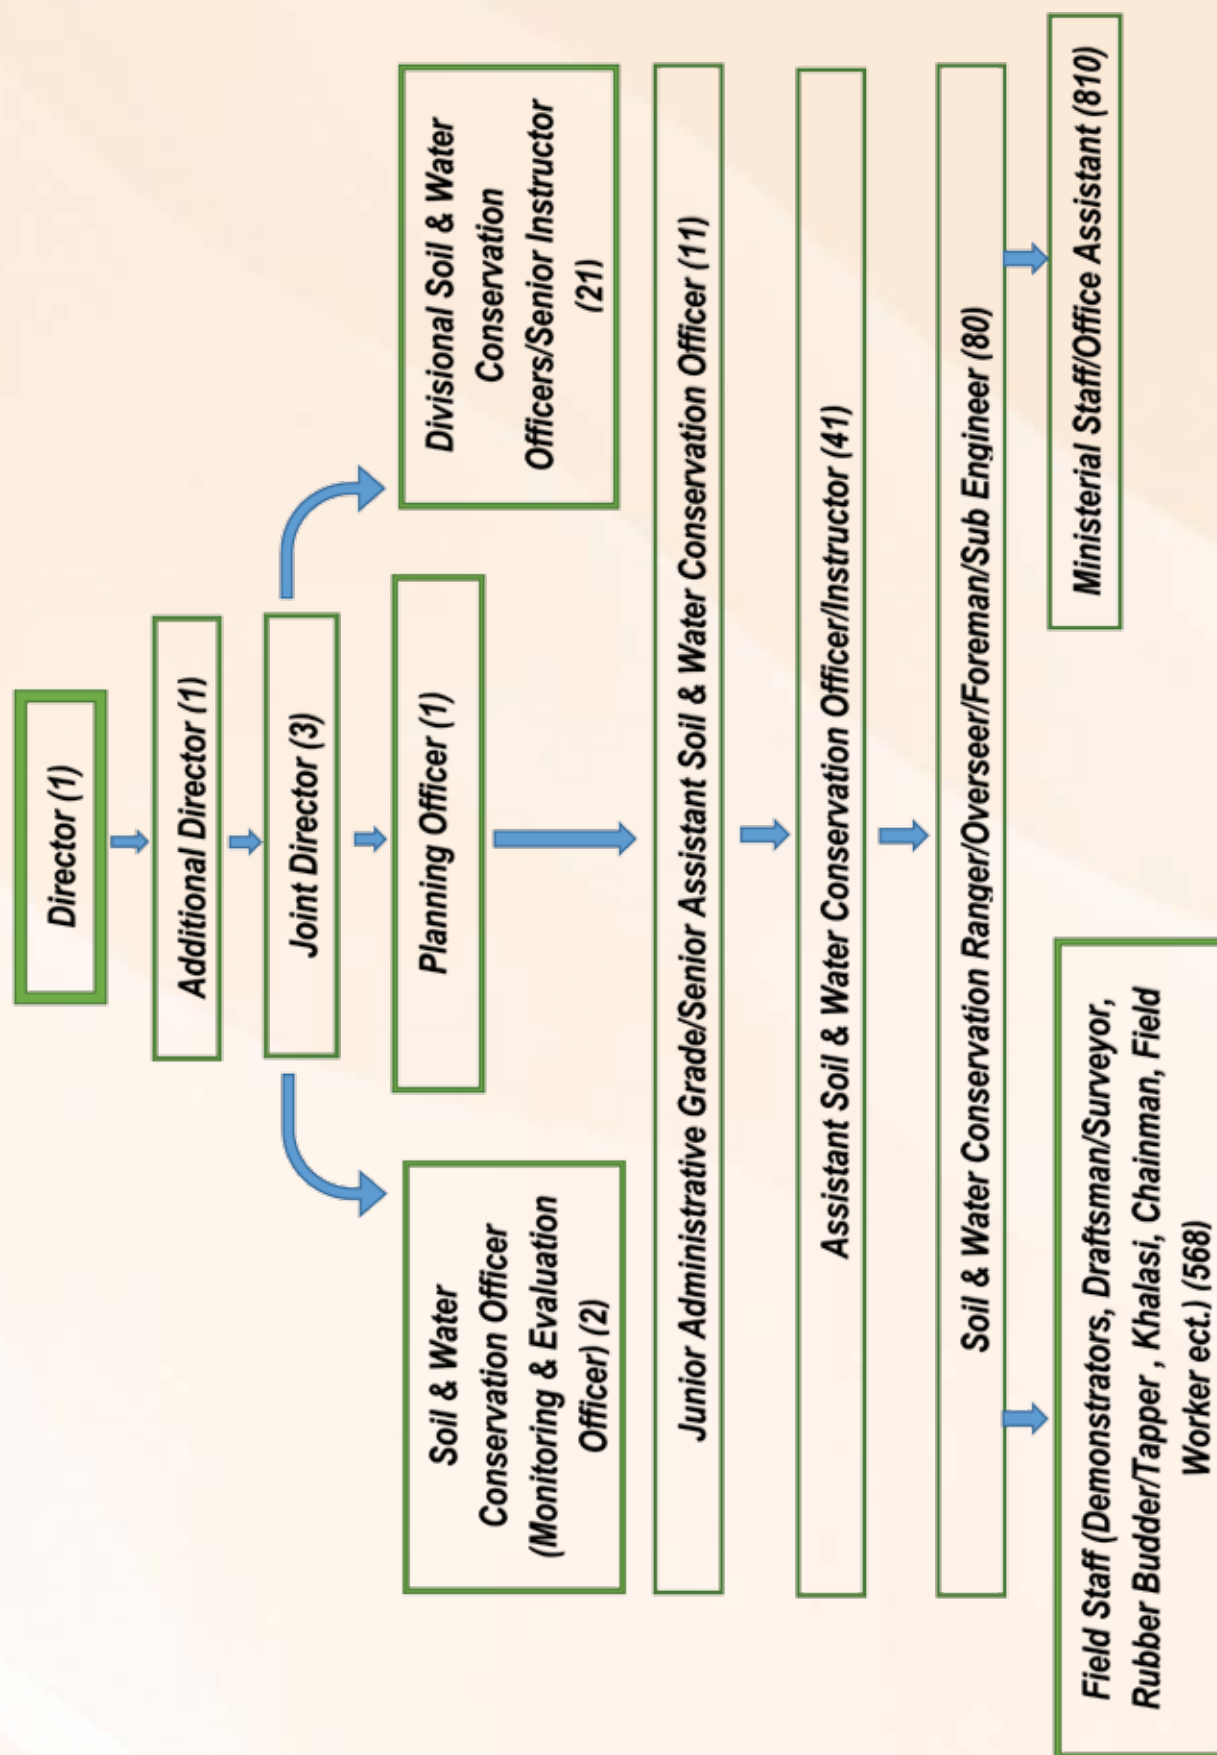 Director (1)
Additional Director (1)
Joint Director (3)
Soil & Water
Conservation Officer
(Monitoring & Evaluation
Officer) (2)
Planning Officer (1)
Divisional Soil & Water
Conservation
Officers/Senior Instructor
(21)
Junior Administrative Grade/Senior Assistant Soil & Water Conservation Officer (11)
Assistant Soil & Water Conservation Officer/Instructor (41)
Soil & Water Conservation Ranger/Overseer/Foreman/Sub Engineer (80)
Field Staff (Demonstrators, Draftsman/Surveyor,
Rubber Budder/Tapper , Khalasi, Chainman, Field
Worker ect.) (568)
Ministerial Staff/Office Assistant (810)